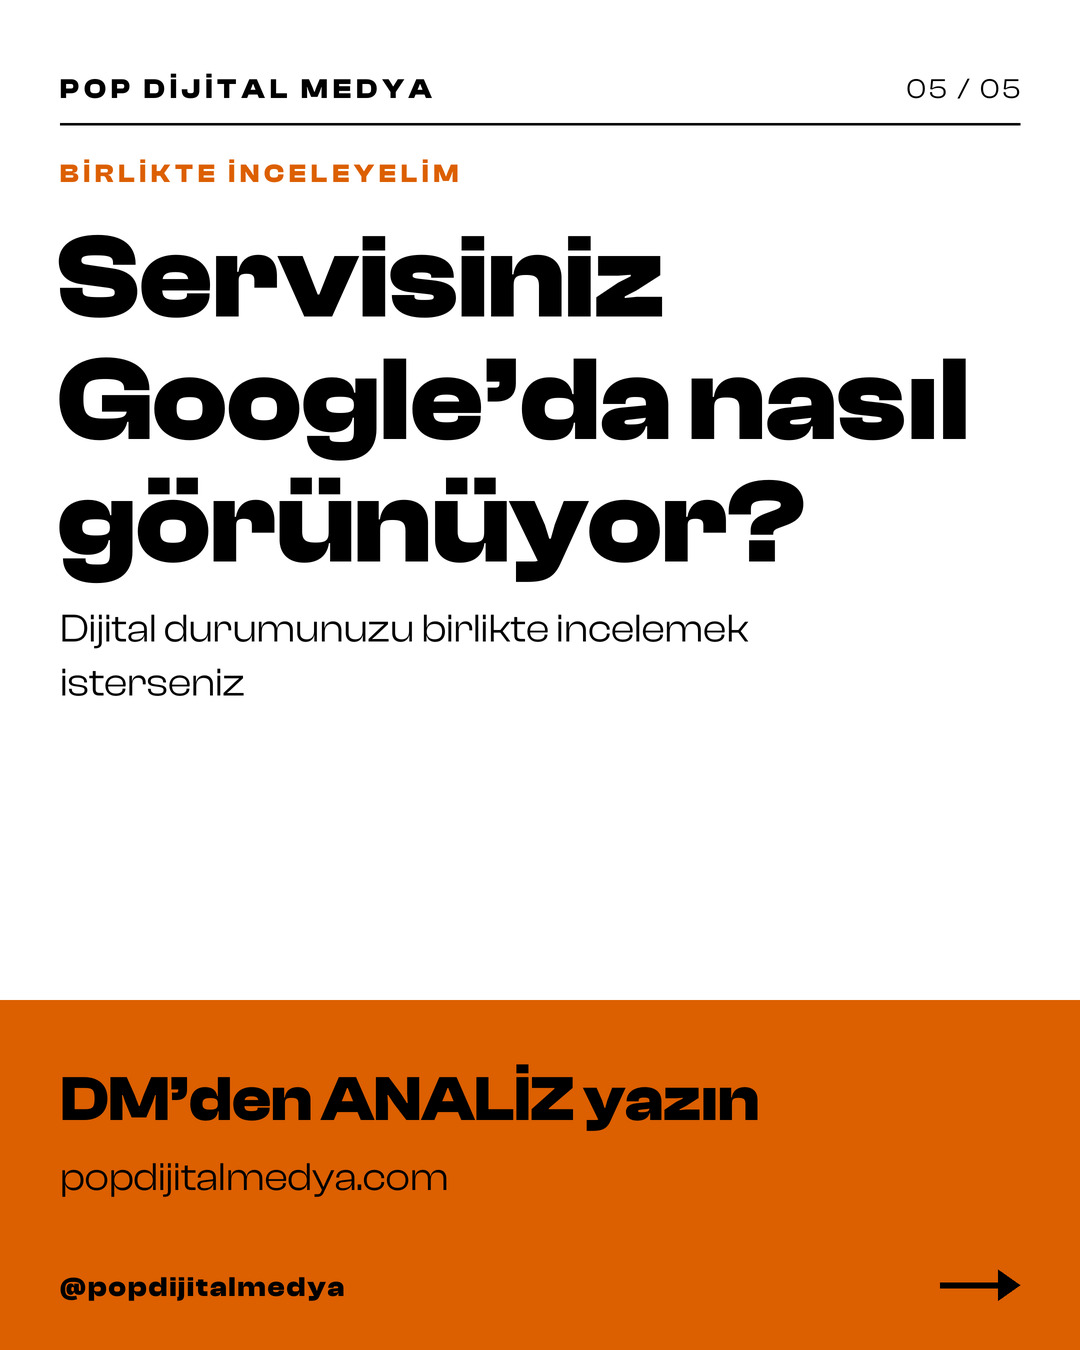 POP DİJİTAL MEDYA
05 / 05
BİRLİKTE İNCELEYELİM
Servisiniz
Google’da nasıl
görünüyor?
Dijital durumunuzu birlikte incelemek
isterseniz
DM’den ANALİZ yazın
popdijitalmedya.com
@popdijitalmedya